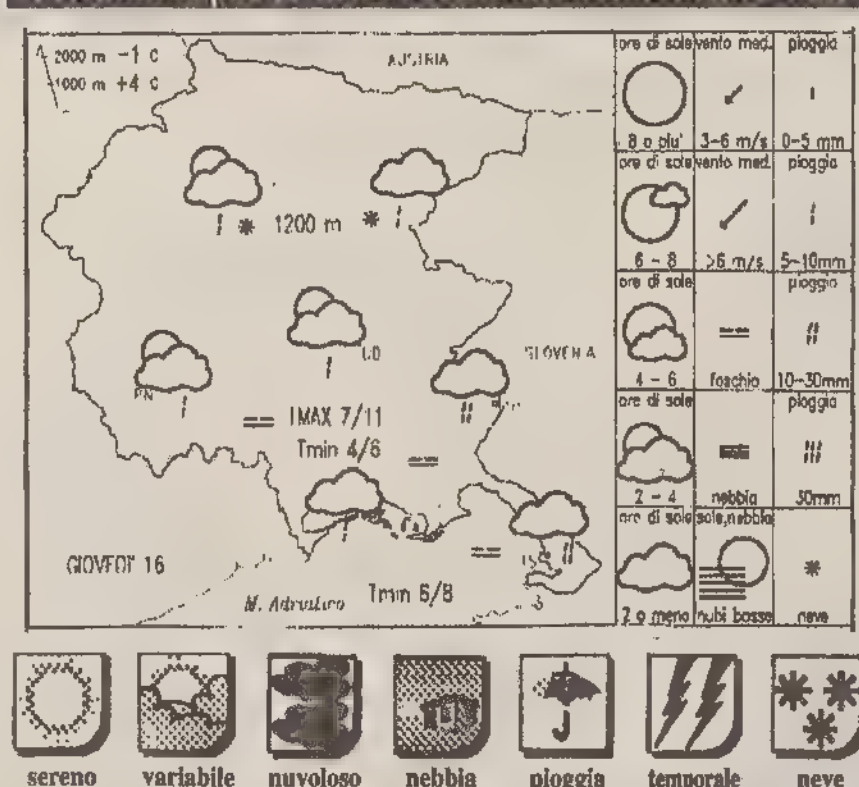 2000 m -1 c
1000 m +4 c
AUSTRIA
1200 m
UD
SLOVENIA
PN
TMAX 7/11
Tmin 4/6
GIOVEDI' 16
M. Adriatico
Tmin 6/8
TS
ore di sole vento med. pioggia
8 o piu' 3-6 m/s 0-5 mm
ore di sole vento med. pioggia
6 - 8 >6 m/s 5-10mm
ore di sole pioggia
4 - 6 foschia 10-30mm
ore di sole pioggia
2 - 4 nebbia 30mm
ore di sole sole,nebbia
2 o meno nubi basse neve
sereno variabile nuvoloso nebbia pioggia temporale neve